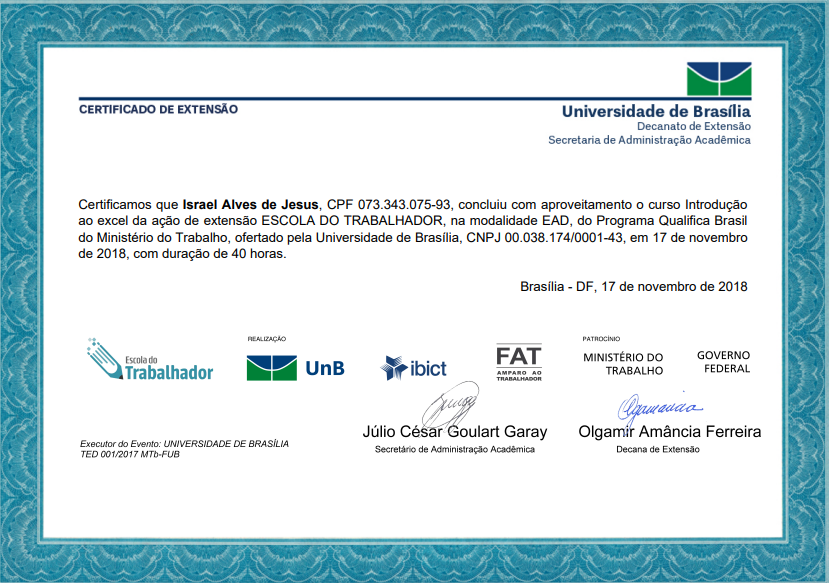 CERTIFICADO DE EXTENSÃO
Universidade de Brasília
Decanato de Extensão
Secretaria de Administração Acadêmica
Certificamos que Israel Alves de Jesus, CPF 073.343.075-93, concluiu com aproveitamento o curso Introdução
ao excel da ação de extensão ESCOLA DO TRABALHADOR, na modalidade EAD, do Programa Qualifica Brasil
do Ministério do Trabalho, ofertado pela Universidade de Brasília, CNPJ 00.038.174/0001-43, em 17 de novembro
de 2018, com duração de 40 horas.
Brasília - DF, 17 de novembro de 2018
Escola do
Trabalhador
REALIZAÇÃO
UnB
ibict
FAT
AMPARO AO
TRABALHADOR
PATROCÍNIO
MINISTÉRIO DO
TRABALHO
GOVERNO
FEDERAL
Olgamancia
Júlio César Goulart Garay
Secretário de Administração Acadêmica
Olgamir Amância Ferreira
Decana de Extensão
Executor do Evento: UNIVERSIDADE DE BRASÍLIA
TED 001/2017 MTb-FUB